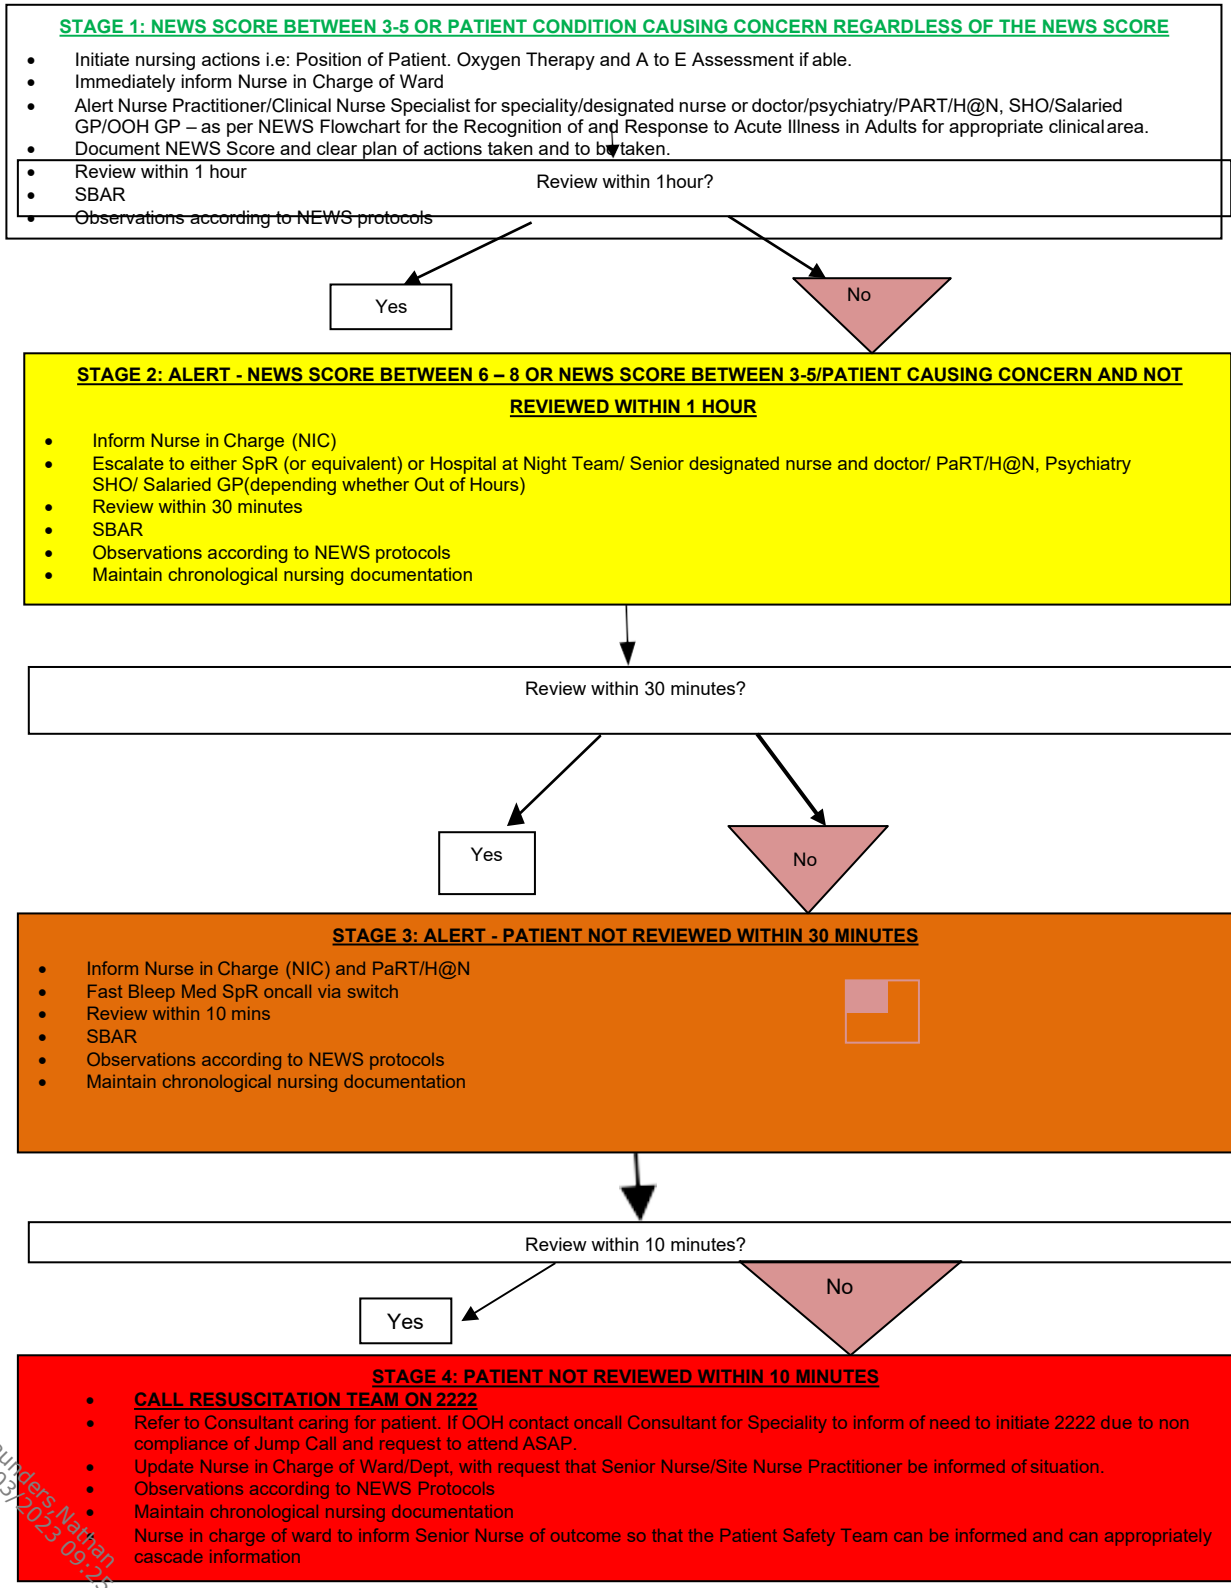 STAGE 1: NEWS SCORE BETWEEN 3-5 OR PATIENT CONDITION CAUSING CONCERN REGARDLESS OF THE NEWS SCORE
• Initiate nursing actions i.e: Position of Patient. Oxygen Therapy and A to E Assessment if able.
• Immediately inform Nurse in Charge of Ward
• Alert Nurse Practitioner/Clinical Nurse Specialist for speciality/designated nurse or doctor/psychiatry/PART/H@N, SHO/Salaried
GP/OOH GP – as per NEWS Flowchart for the Recognition of and Response to Acute Illness in Adults for appropriate clinical area.
• Document NEWS Score and clear plan of actions taken and to be taken.
• Review within 1 hour
• SBAR
• Observations according to NEWS protocols
Review within 1hour?
Yes
No
STAGE 2: ALERT - NEWS SCORE BETWEEN 6 – 8 OR NEWS SCORE BETWEEN 3-5/PATIENT CAUSING CONCERN AND NOT
REVIEWED WITHIN 1 HOUR
• Inform Nurse in Charge (NIC)
• Escalate to either SpR (or equivalent) or Hospital at Night Team/ Senior designated nurse and doctor/ PaRT/H@N, Psychiatry
SHO/ Salaried GP(depending whether Out of Hours)
• Review within 30 minutes
• SBAR
• Observations according to NEWS protocols
• Maintain chronological nursing documentation
Review within 30 minutes?
Yes
No
STAGE 3: ALERT - PATIENT NOT REVIEWED WITHIN 30 MINUTES
• Inform Nurse in Charge (NIC) and PaRT/H@N
• Fast Bleep Med SpR oncall via switch
• Review within 10 mins
• SBAR
• Observations according to NEWS protocols
• Maintain chronological nursing documentation
Review within 10 minutes?
Yes
No
STAGE 4: PATIENT NOT REVIEWED WITHIN 10 MINUTES
• CALL RESUSCITATION TEAM ON 2222
• Refer to Consultant caring for patient. If OOH contact oncall Consultant for Speciality to inform of need to initiate 2222 due to non
compliance of Jump Call and request to attend ASAP.
• Update Nurse in Charge of Ward/Dept, with request that Senior Nurse/Site Nurse Practitioner be informed of situation.
• Observations according to NEWS Protocols
• Maintain chronological nursing documentation
• Nurse in charge of ward to inform Senior Nurse of outcome so that the Patient Safety Team can be informed and can appropriately
cascade information
Nathan
2023 09:25